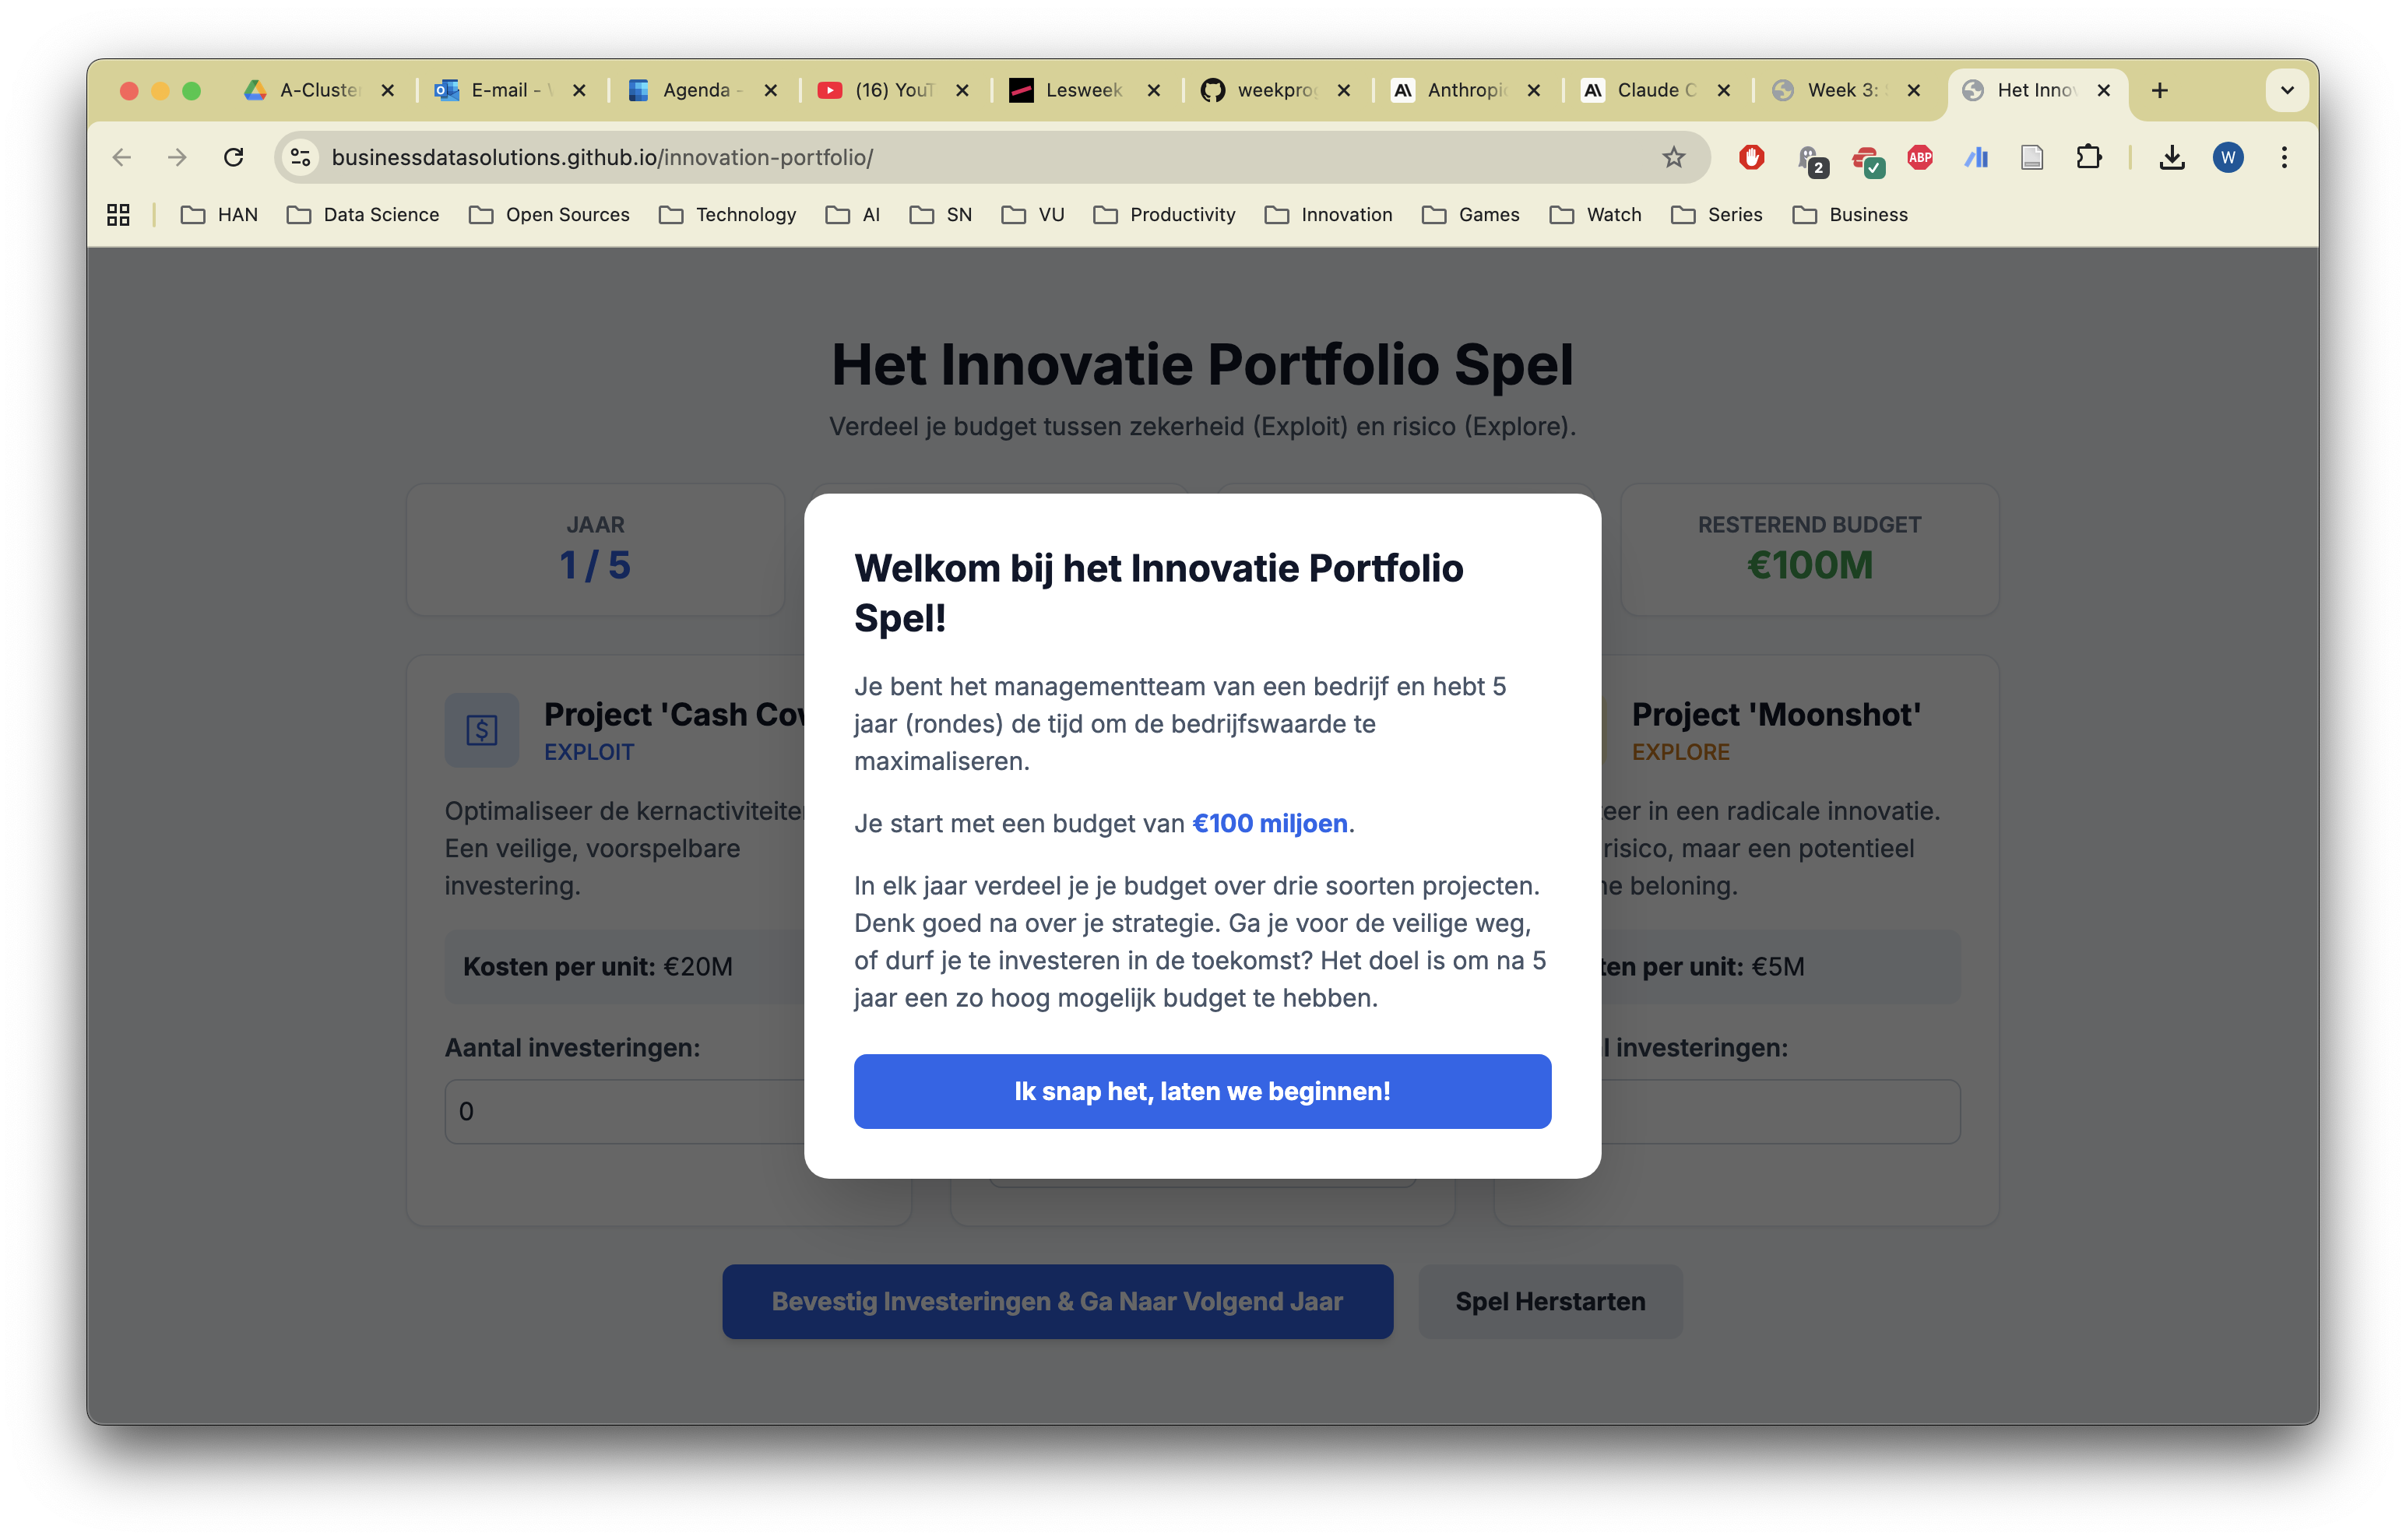 A-Cluste
E-mail -
Agenda -
(16) YouT
Lesweek
weekpro
Anthropi
Claude C
Week 3:
Het Inno
businessdatasolutions.github.io/innovation-portfolio/
2
ABP
W
HAN
Data Science
Open Sources
Technology
AI
SN
VU
Productivity
Innovation
Games
Watch
Series
Business
Het Innovatie Portfolio Spel
Verdeel je budget tussen zekerheid (Exploit) en risico (Explore).
JAAR
1 / 5
RESTEREND BUDGET
€100M
Project 'Cash Cow
EXPLOIT
Optimaliseer de kernactiviteiten
Een veilige, voorspelbare
investering.
Kosten per unit: €20M
Aantal investeringen:
0
Welkom bij het Innovatie Portfolio
Spel!
Je bent het managementteam van een bedrijf en hebt 5
jaar (rondes) de tijd om de bedrijfswaarde te
maximaliseren.
Je start met een budget van €100 miljoen.
In elk jaar verdeel je je budget over drie soorten projecten.
Denk goed na over je strategie. Ga je voor de veilige weg,
of durf je te investeren in de toekomst? Het doel is om na 5
jaar een zo hoog mogelijk budget te hebben.
Ik snap het, laten we beginnen!
Project 'Moonshot'
EXPLORE
eer in een radicale innovatie.
risico, maar een potentieel
ne beloning.
ten per unit: €5M
l investeringen:
Bevestig Investeringen & Ga Naar Volgend Jaar
Spel Herstarten